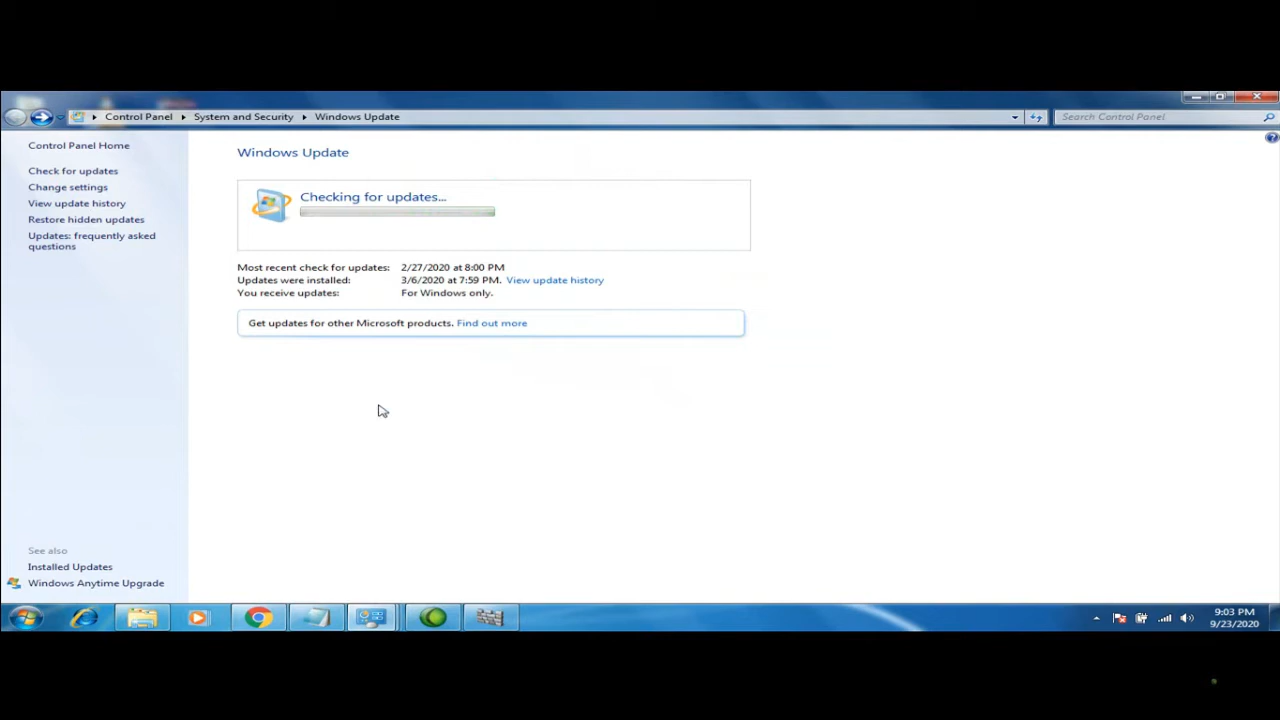 Control Panel System and Security Windows Update Search Control Panel
Control Panel Home
Check for updates
Change settings
View update history
Restore hidden updates
Updates: frequently asked
questions
Windows Update
Checking for updates...
Most recent check for updates: 2/27/2020 at 8:00 PM
Updates were installed: 3/6/2020 at 7:59 PM. View update history
You receive updates: For Windows only.
Get updates for other Microsoft products. Find out more
See also
Installed Updates
Windows Anytime Upgrade
9:03 PM
9/23/2020